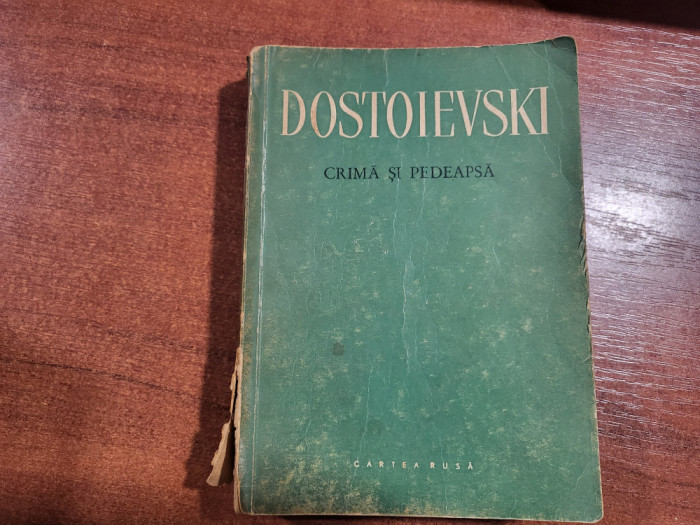 DOSTOIEVSKI
CRIMĂ ȘI PEDEAPSĂ
CARTEA RUSĂ